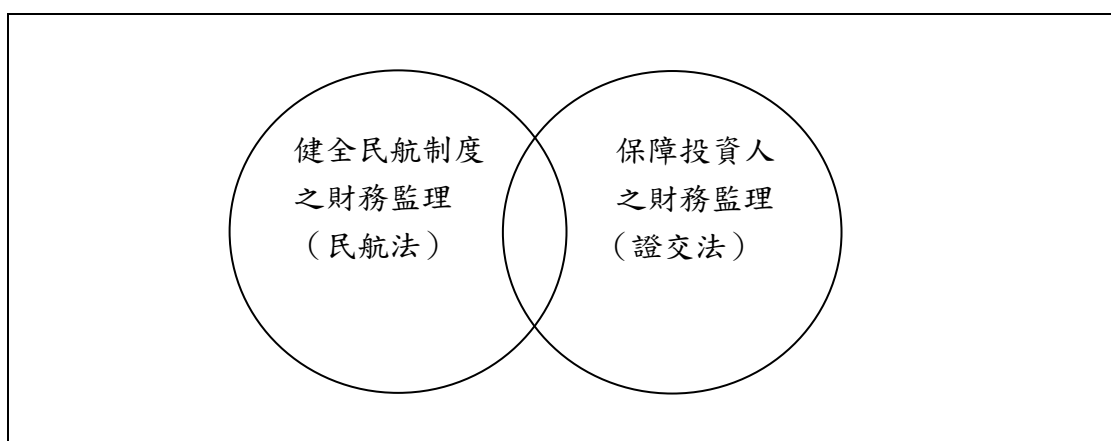 健全民航制度
之財務監理
（民航法）
保障投資人
之財務監理
（證交法）